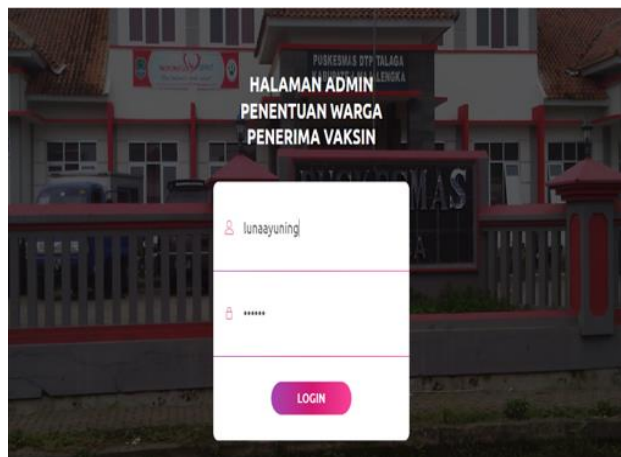 PUSKESMAS DTP TALAGA
HALAMAN ADMIN
PENENTUAN WARGA
PENERIMA VAKSIN
lunaayuning
••••••
LOGIN